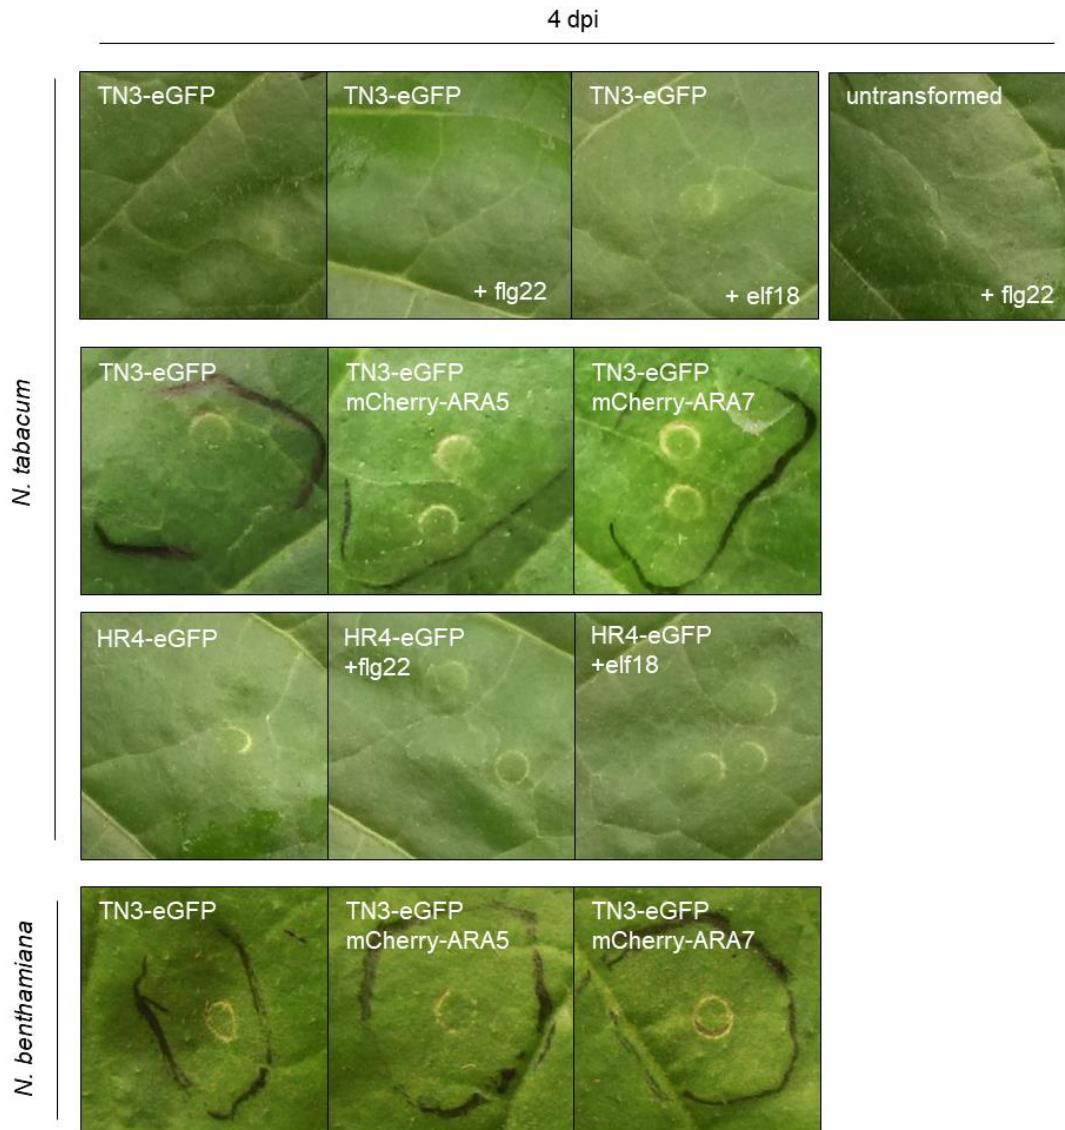 4 dpi
N. tabacum
TN3-eGFP
TN3-eGFP
+ flg22
TN3-eGFP
+ elf18
untransformed
+ flg22
TN3-eGFP
TN3-eGFP
mCherry-ARA5
TN3-eGFP
mCherry-ARA7
HR4-eGFP
HR4-eGFP
+flg22
HR4-eGFP
+elf18
N. benthamiana
TN3-eGFP
TN3-eGFP
mCherry-ARA5
TN3-eGFP
mCherry-ARA7